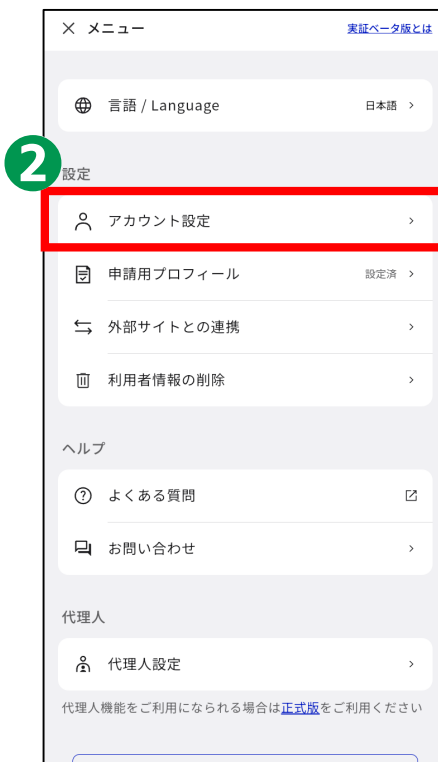 メニュー 実証ベータ版とは
言語 / Language 日本語
2
設定
アカウント設定
申請用プロフィール 設定済
外部サイトとの連携
利用者情報の削除
ヘルプ
よくある質問
お問い合わせ
代理人
代理人設定
代理人機能をご利用になられる場合は正式版をご利用ください